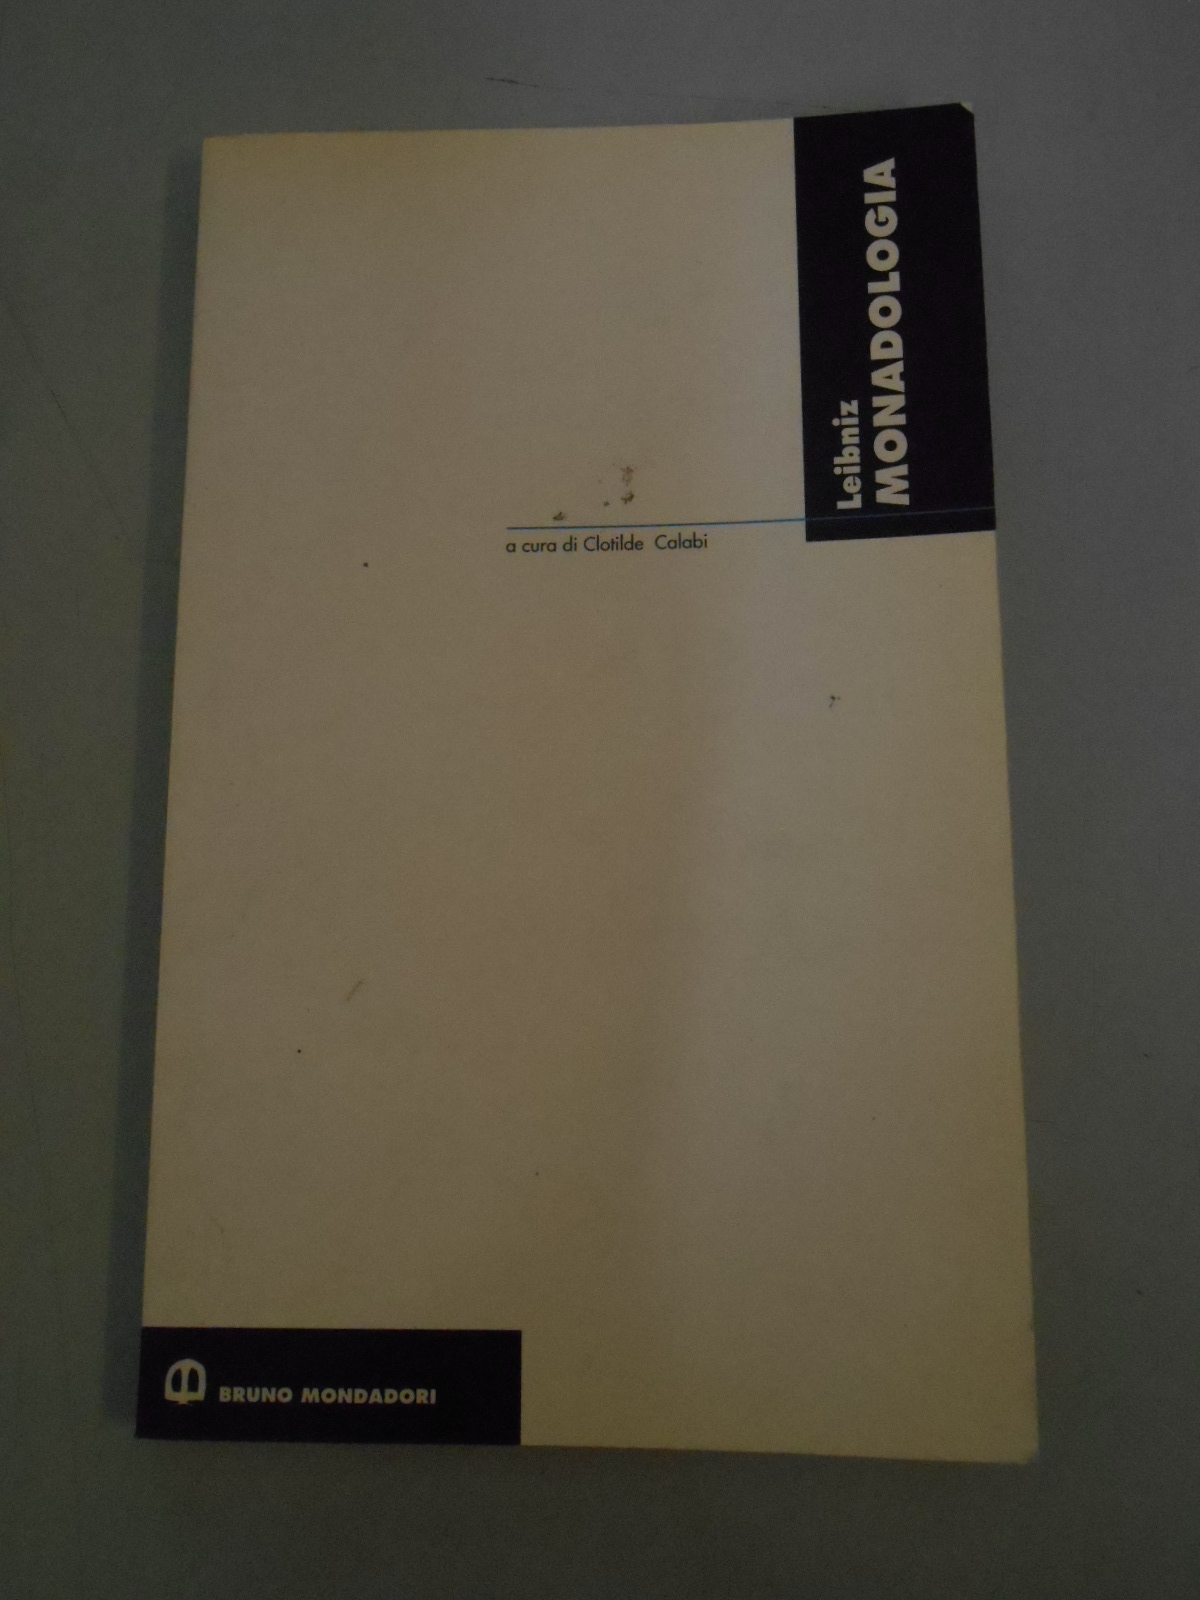 Leibniz
MONADOLOGIA
a cura di Clotilde Calabi
BRUNO MONDADORI